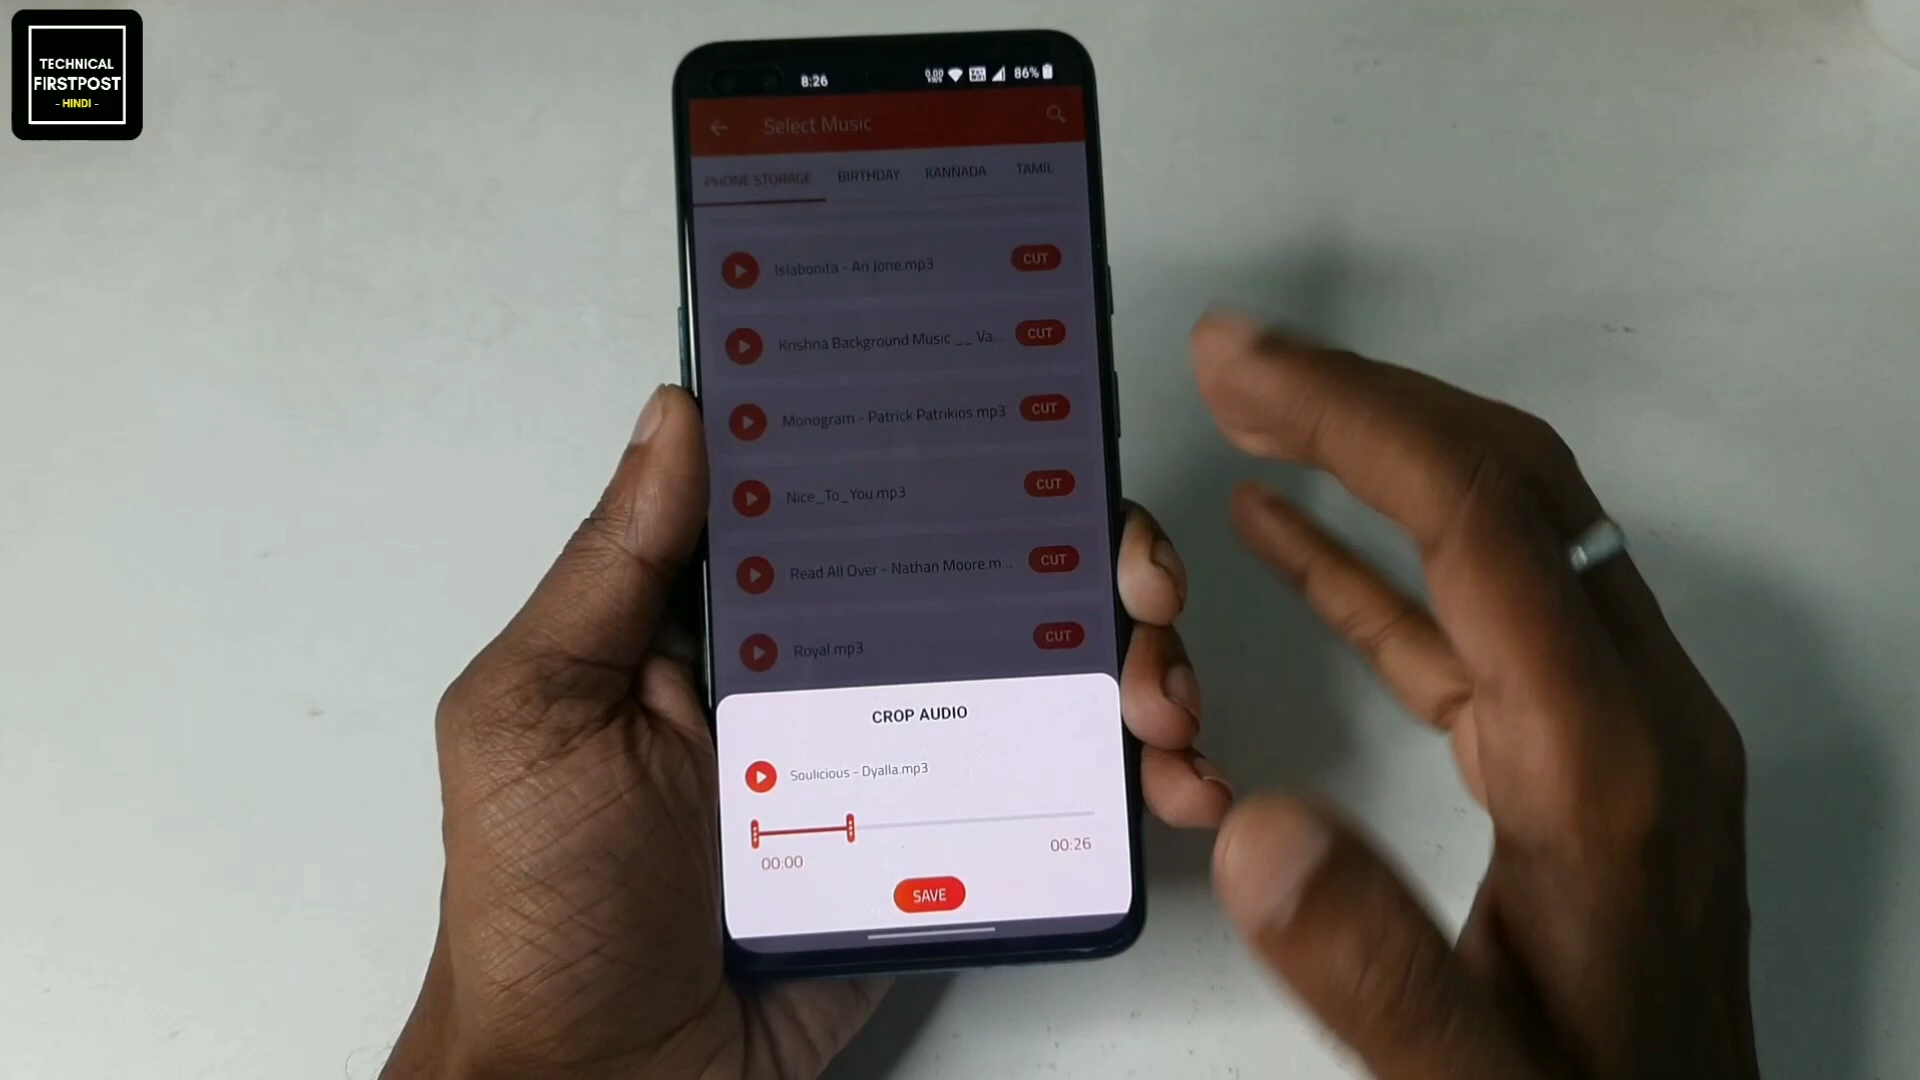 TECHNICAL
FIRSTPOST
- HINDI -
8:26
0.00
86%
Select Music
PHONE STORAGE BIRTHDAY KANNADA TAMIL
Islabonita - An Jone.mp3 CUT
Krishna Background Music __ Va... CUT
Monogram - Patrick Patrikios.mp3 CUT
Nice_To_You.mp3 CUT
Read All Over - Nathan Moore.m... CUT
Royal.mp3 CUT
CROP AUDIO
Soulicious - Dyalla.mp3
00:00 00:26
SAVE